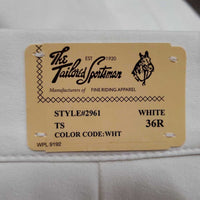 The EST 1920
Tailored Sportsman
Manufacturers of FINE RIDING APPAREL
STYLE#2961 WHITE
TS 36R
COLOR CODE:WHT
WPL 9192